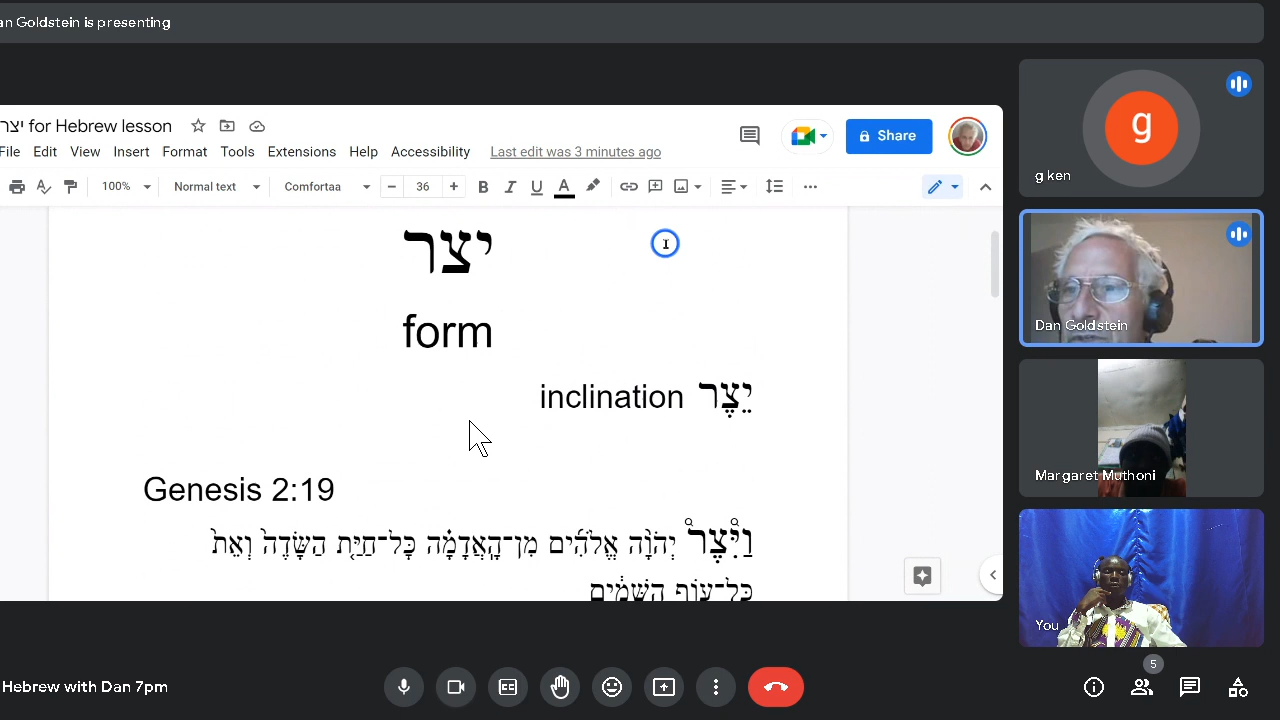 an Goldstein is presenting
יצר for Hebrew lesson
File Edit View Insert Format Tools Extensions Help Accessibility Last edit was 3 minutes ago
Share
100% Normal text Comfortaa 36 B I U A
יצר
form
יֵצֶר inclination
Genesis 2:19
וַיִּ֩צֶר֩ יְהֹוָ֨ה אֱלֹהִ֜ים מִן־הָֽאֲדָמָ֗ה כׇּל־חַיַּ֤ת הַשָּׂדֶה֙ וְאֵת֙
כׇּל־ע֣וֹף הַשָּׁמַ֔יִם
g
g ken
Dan Goldstein
Margaret Muthoni
You
Hebrew with Dan 7pm
5